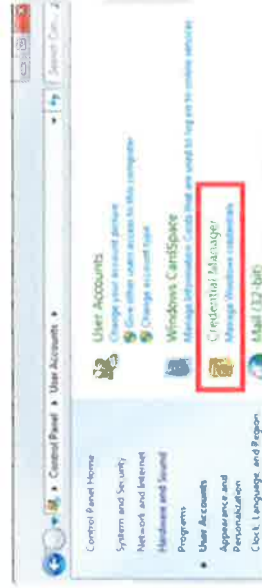 Control Panel ▸ User Accounts ▸
Search Con
Control Panel Home
System and Security
Network and Internet
Hardware and Sound
Programs
• User Accounts
Appearance and
Personalization
Clock, Language, and Region
User Accounts
Change your account picture
Give other users access to this computer
Change account type
Windows CardSpace
Manage Information Cards that are used to log on to online services
Credential Manager
Manage Windows credentials
Mail (32-bit)